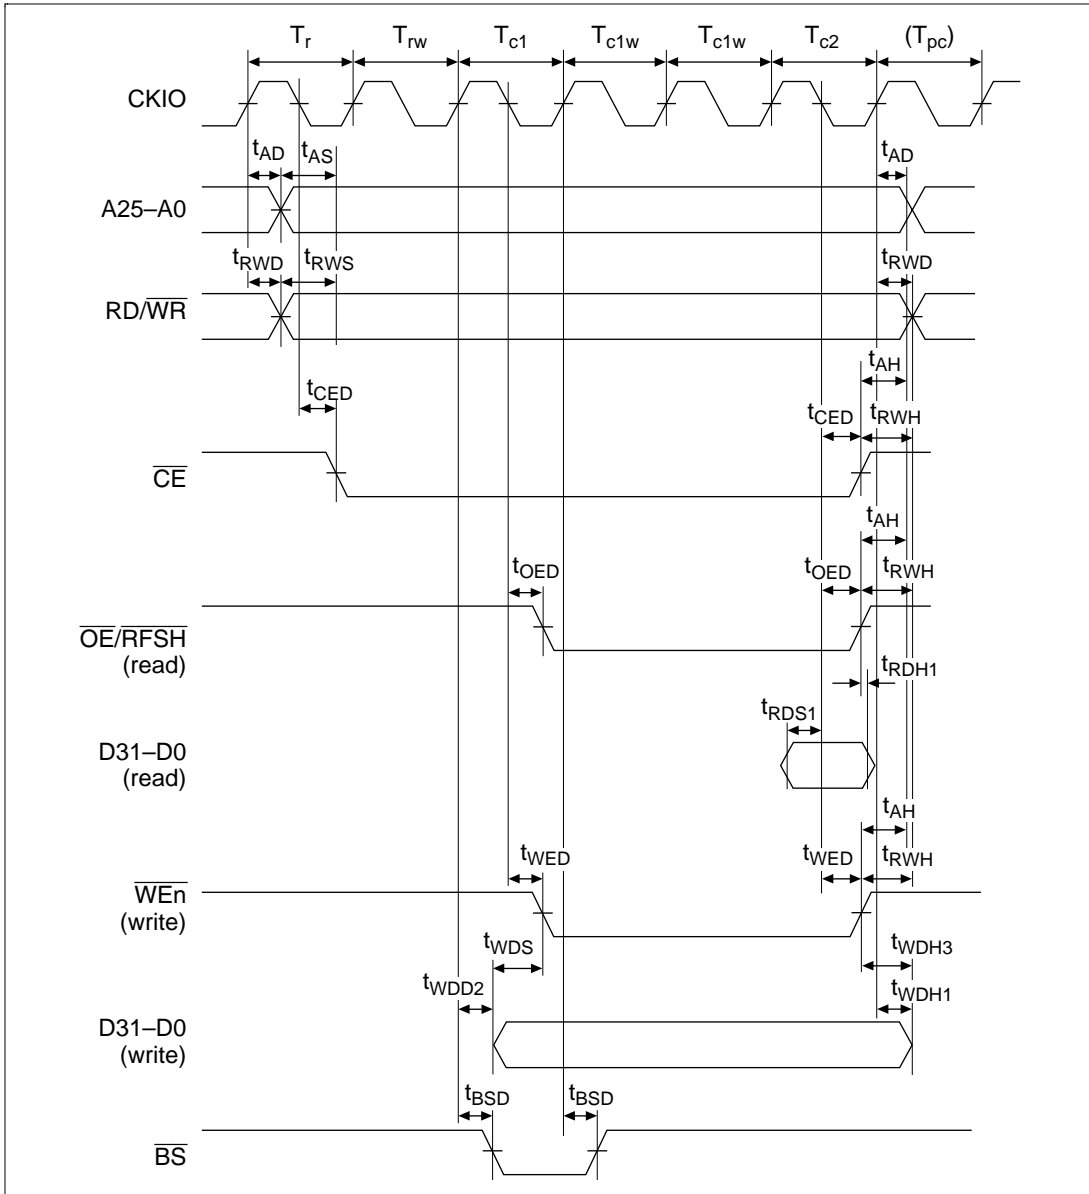 Tr Trw Tc1 Tc1w Tc1w Tc2 (Tpc)
CKIO
tAD tAS tAD
A25–A0
tRWD tRWS tRWD
RD/WR
tAH
tCED tCED tRWH
CE
tAH
tOED tOED tRWH
OE/RFSH
(read)
tRDH1
tRDS1
D31–D0
(read)
tAH
tWED tWED tRWH
WEn
(write)
tWDS tWDH3
tWDD2 tWDH1
D31–D0
(write)
tBSD tBSD
BS